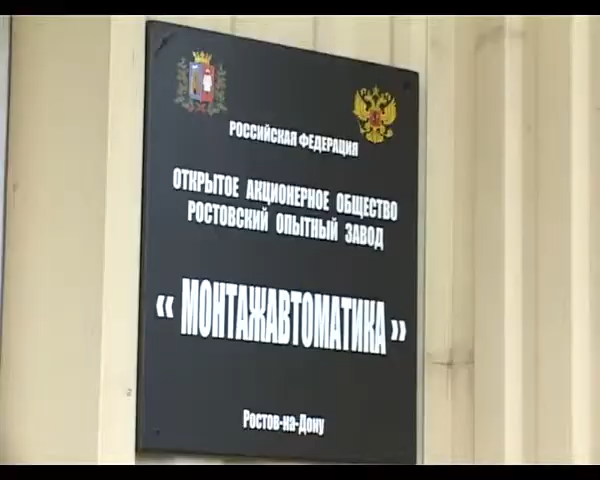 РОССИЙСКАЯ ФЕДЕРАЦИЯ
ОТКРЫТОЕ АКЦИОНЕРНОЕ ОБЩЕСТВО
РОСТОВСКИЙ ОПЫТНЫЙ ЗАВОД
« МОНТАЖАВТОМАТИКА »
Ростов-на-Дону